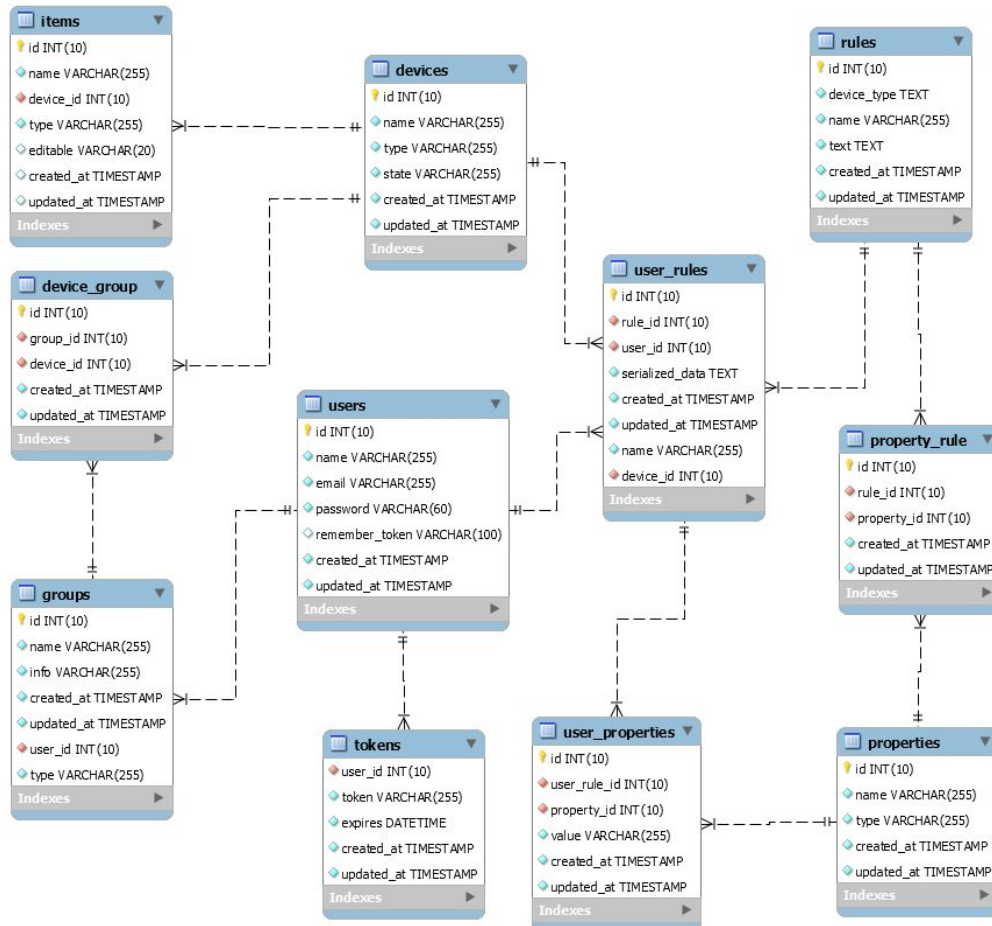 items
id INT(10)
name VARCHAR(255)
device_id INT(10)
type VARCHAR(255)
editable VARCHAR(20)
created_at TIMESTAMP
updated_at TIMESTAMP
Indexes
devices
id INT(10)
name VARCHAR(255)
type VARCHAR(255)
state VARCHAR(255)
created_at TIMESTAMP
updated_at TIMESTAMP
Indexes
rules
id INT(10)
device_type TEXT
name VARCHAR(255)
text TEXT
created_at TIMESTAMP
updated_at TIMESTAMP
Indexes
device_group
id INT(10)
group_id INT(10)
device_id INT(10)
created_at TIMESTAMP
updated_at TIMESTAMP
Indexes
user_rules
id INT(10)
rule_id INT(10)
user_id INT(10)
serialized_data TEXT
created_at TIMESTAMP
updated_at TIMESTAMP
name VARCHAR(255)
device_id INT(10)
Indexes
users
id INT(10)
name VARCHAR(255)
email VARCHAR(255)
password VARCHAR(60)
remember_token VARCHAR(100)
created_at TIMESTAMP
updated_at TIMESTAMP
Indexes
property_rule
id INT(10)
rule_id INT(10)
property_id INT(10)
created_at TIMESTAMP
updated_at TIMESTAMP
Indexes
groups
id INT(10)
name VARCHAR(255)
info VARCHAR(255)
created_at TIMESTAMP
updated_at TIMESTAMP
user_id INT(10)
type VARCHAR(255)
Indexes
tokens
user_id INT(10)
token VARCHAR(255)
expires DATETIME
created_at TIMESTAMP
updated_at TIMESTAMP
Indexes
user_properties
id INT(10)
user_rule_id INT(10)
property_id INT(10)
value VARCHAR(255)
created_at TIMESTAMP
updated_at TIMESTAMP
Indexes
properties
id INT(10)
name VARCHAR(255)
type VARCHAR(255)
created_at TIMESTAMP
updated_at TIMESTAMP
Indexes